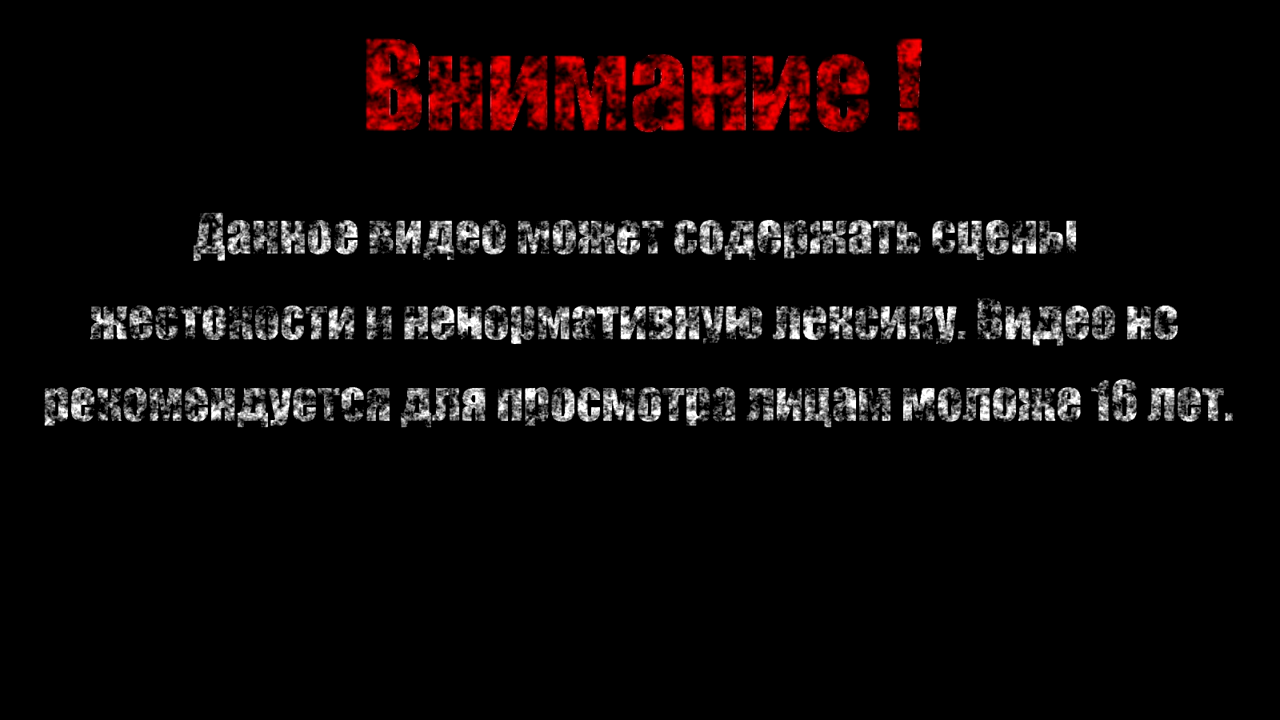 Внимание !
Данное видео может содержать сцены
жестокости и ненормативную лексику. Видео не
рекомендуется для просмотра лицам моложе 16 лет.